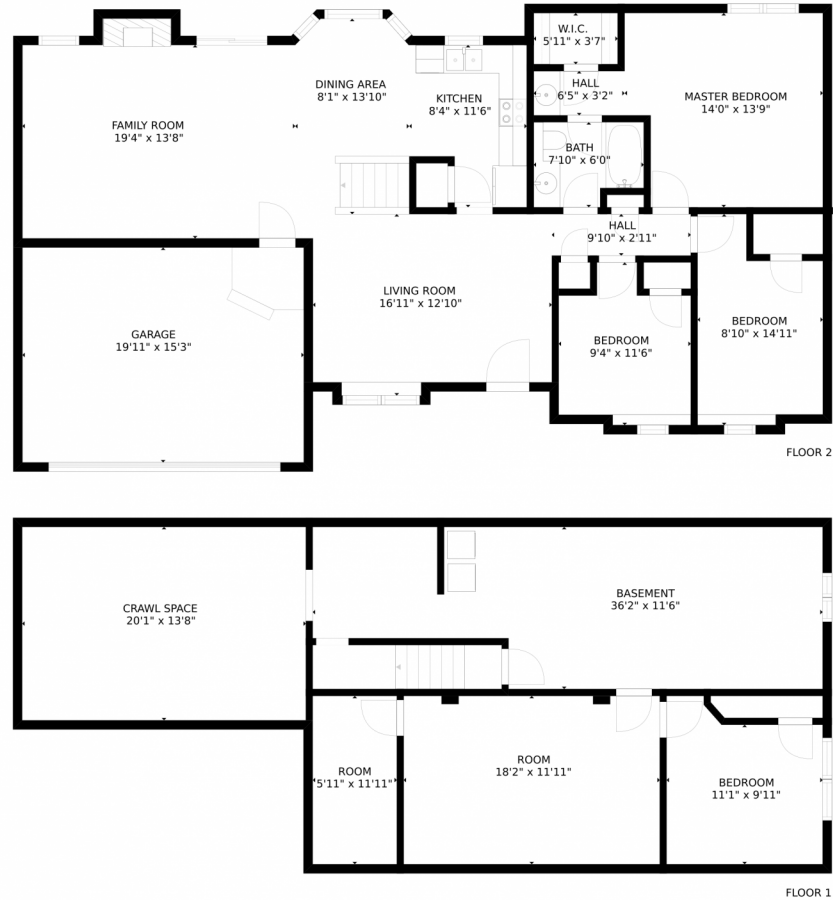 W.I.C.
5'11" x 3'7"
HALL
6'5" x 3'2"
MASTER BEDROOM
14'0" x 13'9"
DINING AREA
8'1" x 13'10"
KITCHEN
8'4" x 11'6"
FAMILY ROOM
19'4" x 13'8"
BATH
7'10" x 6'0"
HALL
9'10" x 2'11"
LIVING ROOM
16'11" x 12'10"
GARAGE
19'11" x 15'3"
BEDROOM
9'4" x 11'6"
BEDROOM
8'10" x 14'11"
FLOOR 2
CRAWL SPACE
20'1" x 13'8"
BASEMENT
36'2" x 11'6"
ROOM
5'11" x 11'11"
ROOM
18'2" x 11'11"
BEDROOM
11'1" x 9'11"
FLOOR 1